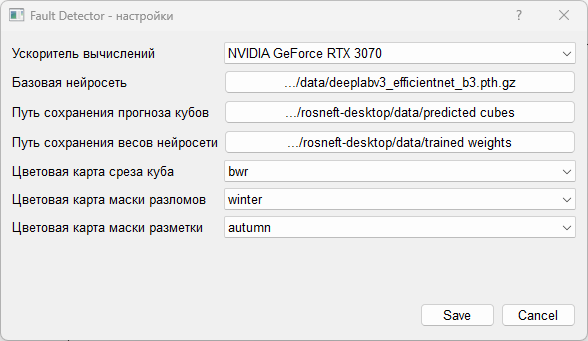 Fault Detector - настройки
Ускоритель вычислений NVIDIA GeForce RTX 3070
Базовая нейросеть .../data/deeplabv3_efficientnet_b3.pth.gz
Путь сохранения прогноза кубов .../rosneft-desktop/data/predicted cubes
Путь сохранения весов нейросети .../rosneft-desktop/data/trained weights
Цветовая карта среза куба bwr
Цветовая карта маски разломов winter
Цветовая карта маски разметки autumn
Save Cancel